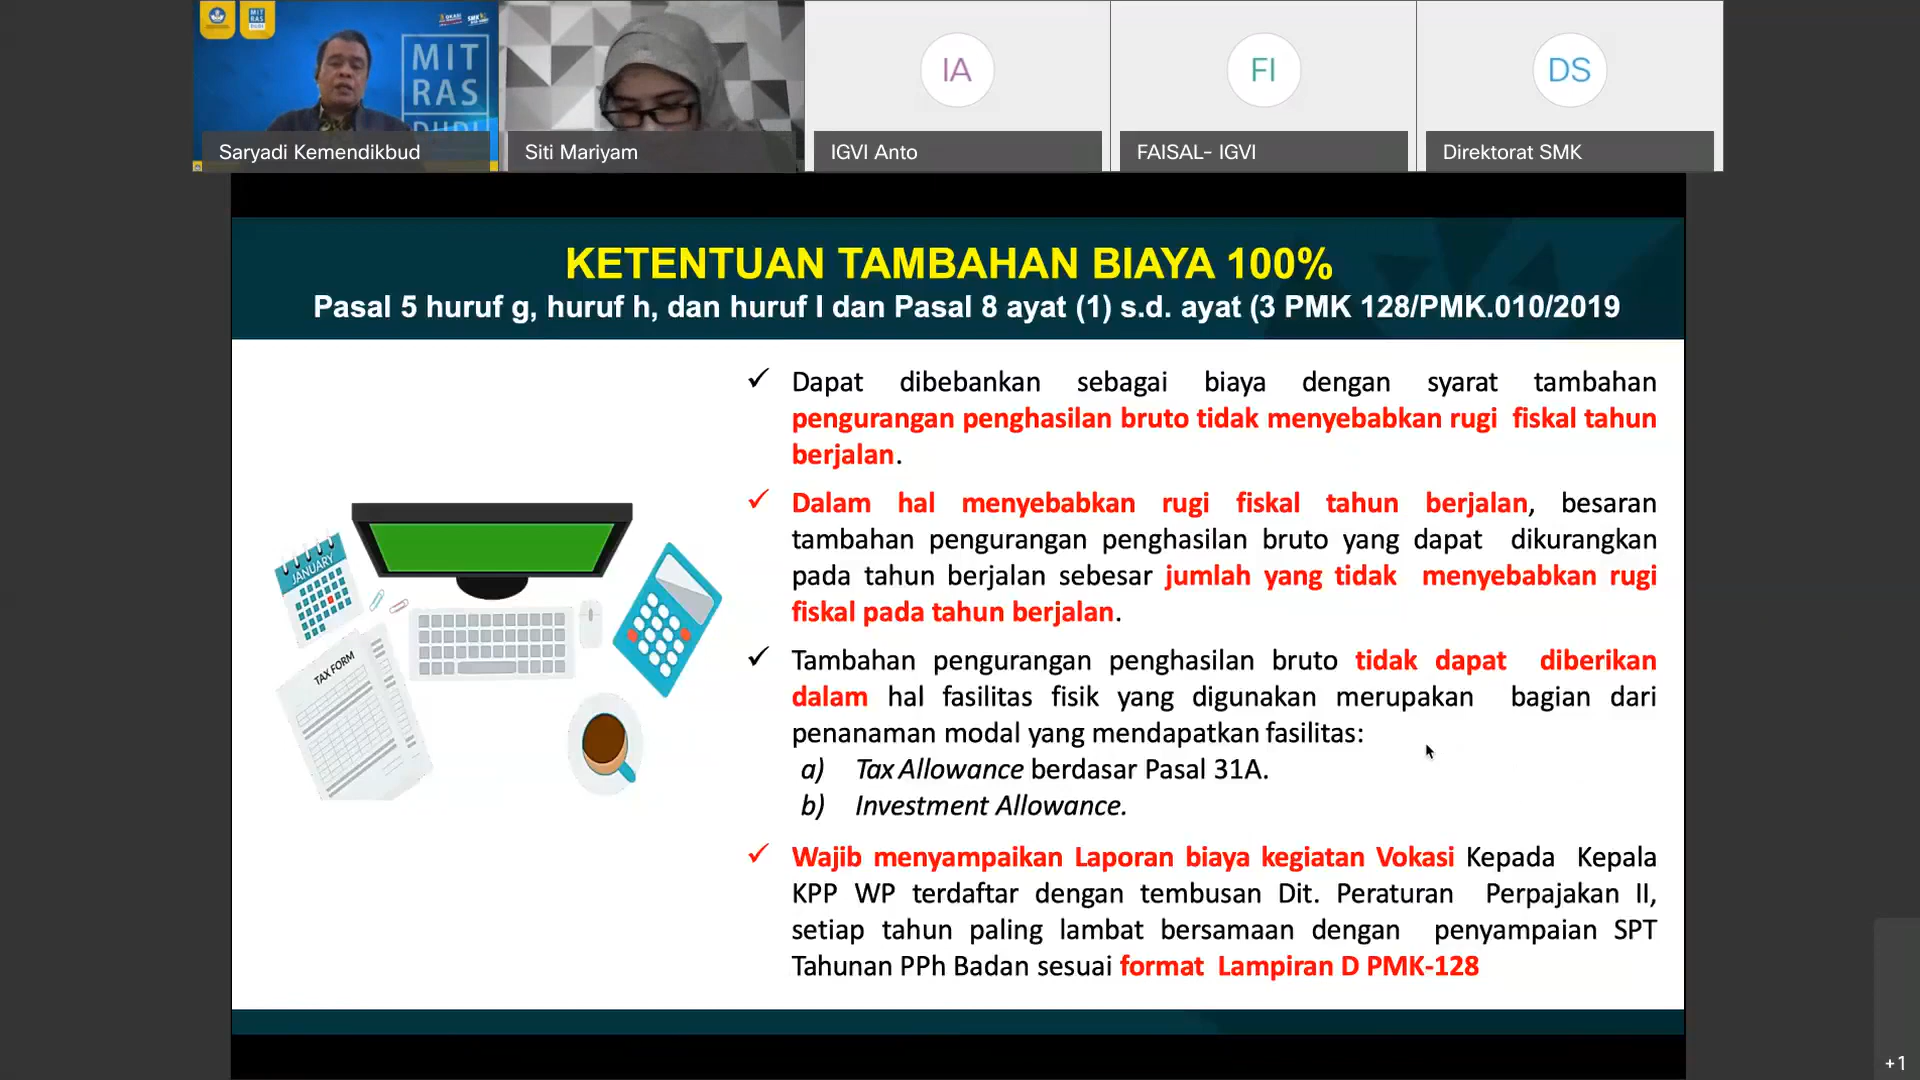 MIT
RAS
DUDI
MIT
RAS
DUDI
Saryadi Kemendikbud
Siti Mariyam
IA
IGVI Anto
FI
FAISAL- IGVI
DS
Direktorat SMK
KETENTUAN TAMBAHAN BIAYA 100%
Pasal 5 huruf g, huruf h, dan huruf I dan Pasal 8 ayat (1) s.d. ayat (3 PMK 128/PMK.010/2019
✓ Dapat dibebankan sebagai biaya dengan syarat tambahan
pengurangan penghasilan bruto tidak menyebabkan rugi fiskal tahun
berjalan.
✓ Dalam hal menyebabkan rugi fiskal tahun berjalan, besaran
tambahan pengurangan penghasilan bruto yang dapat dikurangkan
pada tahun berjalan sebesar jumlah yang tidak menyebabkan rugi
fiskal pada tahun berjalan.
✓ Tambahan pengurangan penghasilan bruto tidak dapat diberikan
dalam hal fasilitas fisik yang digunakan merupakan bagian dari
penanaman modal yang mendapatkan fasilitas:
a) Tax Allowance berdasar Pasal 31A.
b) Investment Allowance.
✓ Wajib menyampaikan Laporan biaya kegiatan Vokasi Kepada Kepala
KPP WP terdaftar dengan tembusan Dit. Peraturan Perpajakan II,
setiap tahun paling lambat bersamaan dengan penyampaian SPT
Tahunan PPh Badan sesuai format Lampiran D PMK-128
JANUARY
TAX FORM
+1